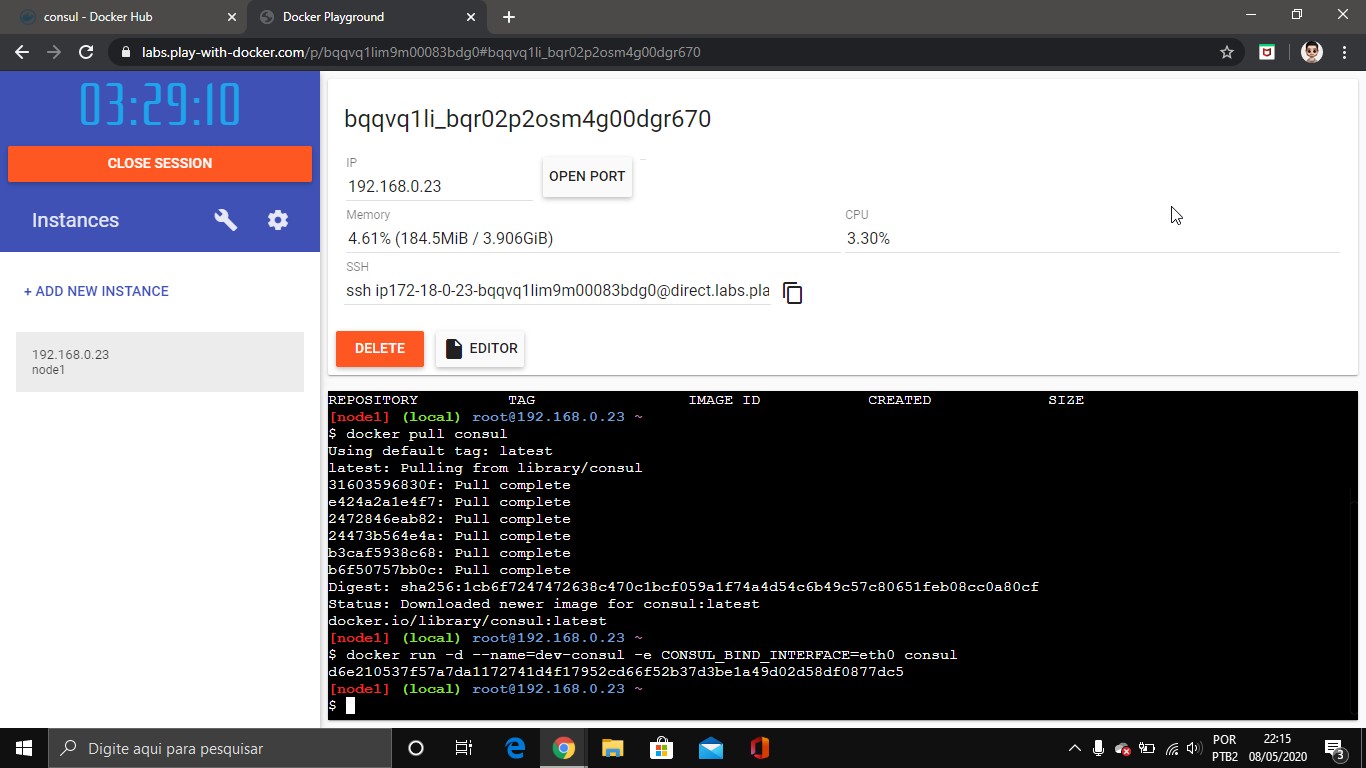 consul - Docker Hub
Docker Playground
labs.play-with-docker.com/p/bqqvq1lim9m00083bdg0#bqqvq1li_bqr02p2osm4g00dgr670
03:29:10
CLOSE SESSION
Instances
+ ADD NEW INSTANCE
192.168.0.23
node1
bqqvq1li_bqr02p2osm4g00dgr670
IP
192.168.0.23
OPEN PORT
Memory
4.61% (184.5MiB / 3.906GiB)
CPU
3.30%
SSH
ssh ip172-18-0-23-bqqvq1lim9m00083bdg0@direct.labs.pla
DELETE
EDITOR
REPOSITORY TAG IMAGE ID CREATED SIZE
[node1] (local) root@192.168.0.23 ~
$ docker pull consul
Using default tag: latest
latest: Pulling from library/consul
31603596830f: Pull complete
e424a2a1e4f7: Pull complete
2472846eab82: Pull complete
24473b564e4a: Pull complete
b3caf5938c68: Pull complete
b6f50757bb0c: Pull complete
Digest: sha256:1cb6f7247472638c470c1bcf059a1f74a4d54c6b49c57c80651feb08cc0a80cf
Status: Downloaded newer image for consul:latest
docker.io/library/consul:latest
[node1] (local) root@192.168.0.23 ~
$ docker run -d --name=dev-consul -e CONSUL_BIND_INTERFACE=eth0 consul
d6e210537f57a7da1172741d4f17952cd66f52b37d3be1a49d02d58df0877dc5
[node1] (local) root@192.168.0.23 ~
$
Digite aqui para pesquisar
POR
PTB2
22:15
08/05/2020
3